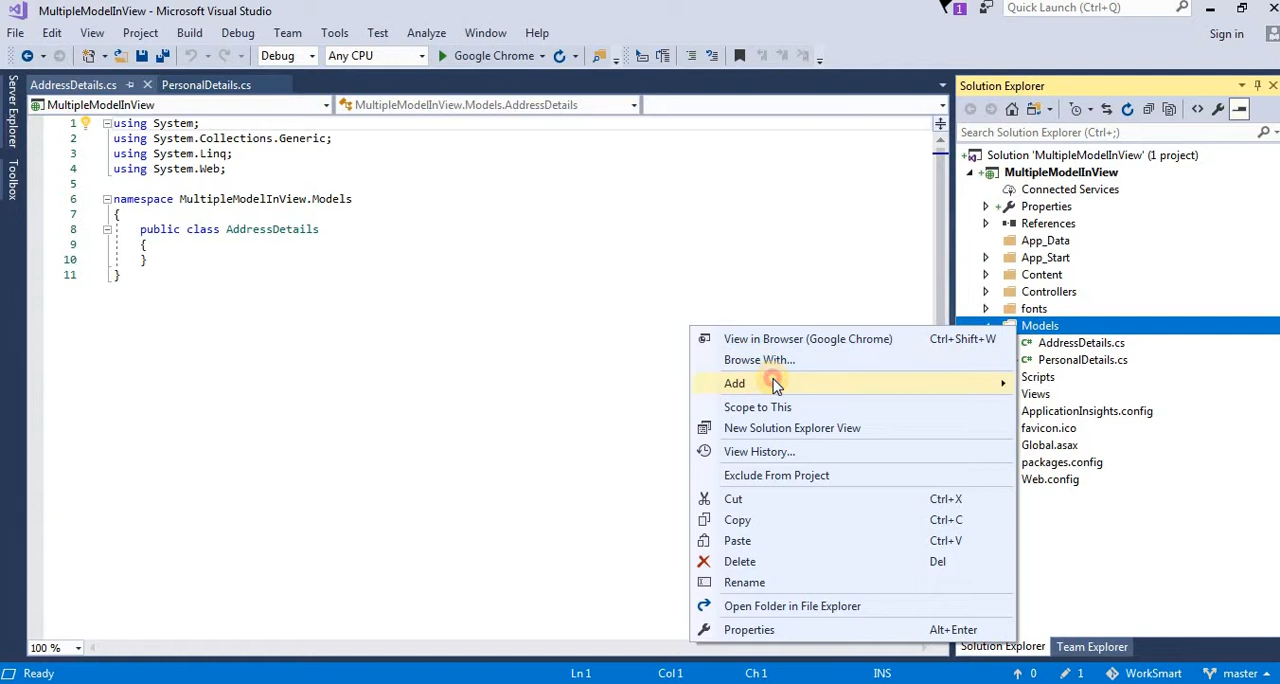 MultipleModelInView - Microsoft Visual Studio
1
Quick Launch (Ctrl+Q)
File Edit View Project Build Debug Team Tools Test Analyze Window Help
Sign in
Debug Any CPU Google Chrome
Server Explorer
Toolbox
AddressDetails.cs PersonalDetails.cs
MultipleModelInView MultipleModelInView.Models.AddressDetails
1 using System;
2 using System.Collections.Generic;
3 using System.Linq;
4 using System.Web;
5
6 namespace MultipleModelInView.Models
7 {
8 public class AddressDetails
9 {
10 }
11 }
Solution Explorer
Search Solution Explorer (Ctrl+;)
Solution 'MultipleModelInView' (1 project)
MultipleModelInView
Connected Services
Properties
References
App_Data
App_Start
Content
Controllers
fonts
Models
AddressDetails.cs
PersonalDetails.cs
Scripts
Views
ApplicationInsights.config
favicon.ico
Global.asax
packages.config
Web.config
View in Browser (Google Chrome) Ctrl+Shift+W
Browse With...
Add
Scope to This
New Solution Explorer View
View History...
Exclude From Project
Cut Ctrl+X
Copy Ctrl+C
Paste Ctrl+V
Delete Del
Rename
Open Folder in File Explorer
Properties Alt+Enter
100 %
Solution Explorer Team Explorer
Ready Ln 1 Col 1 Ch 1 INS 0 1 WorkSmart master